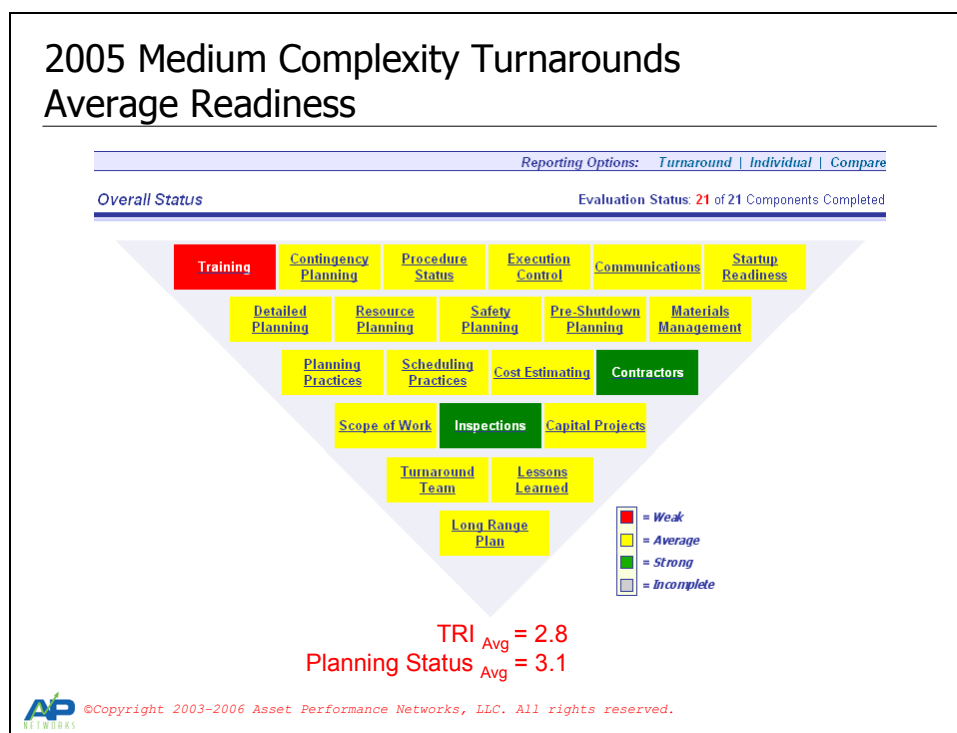 2005 Medium Complexity Turnarounds
Average Readiness
Reporting Options: Turnaround | Individual | Compare
Overall Status
Evaluation Status: 21 of 21 Components Completed
Training
Contingency
Planning
Procedure
Status
Execution
Control
Communications
Startup
Readiness
Detailed
Planning
Resource
Planning
Safety
Planning
Pre-Shutdown
Planning
Materials
Management
Planning
Practices
Scheduling
Practices
Cost Estimating
Contractors
Scope of Work
Inspections
Capital Projects
Turnaround
Team
Lessons
Learned
Long Range
Plan
= Weak
= Average
= Strong
= Incomplete
TRI Avg = 2.8
Planning Status Avg = 3.1
AP
NETWORKS
©Copyright 2003-2006 Asset Performance Networks, LLC. All rights reserved.